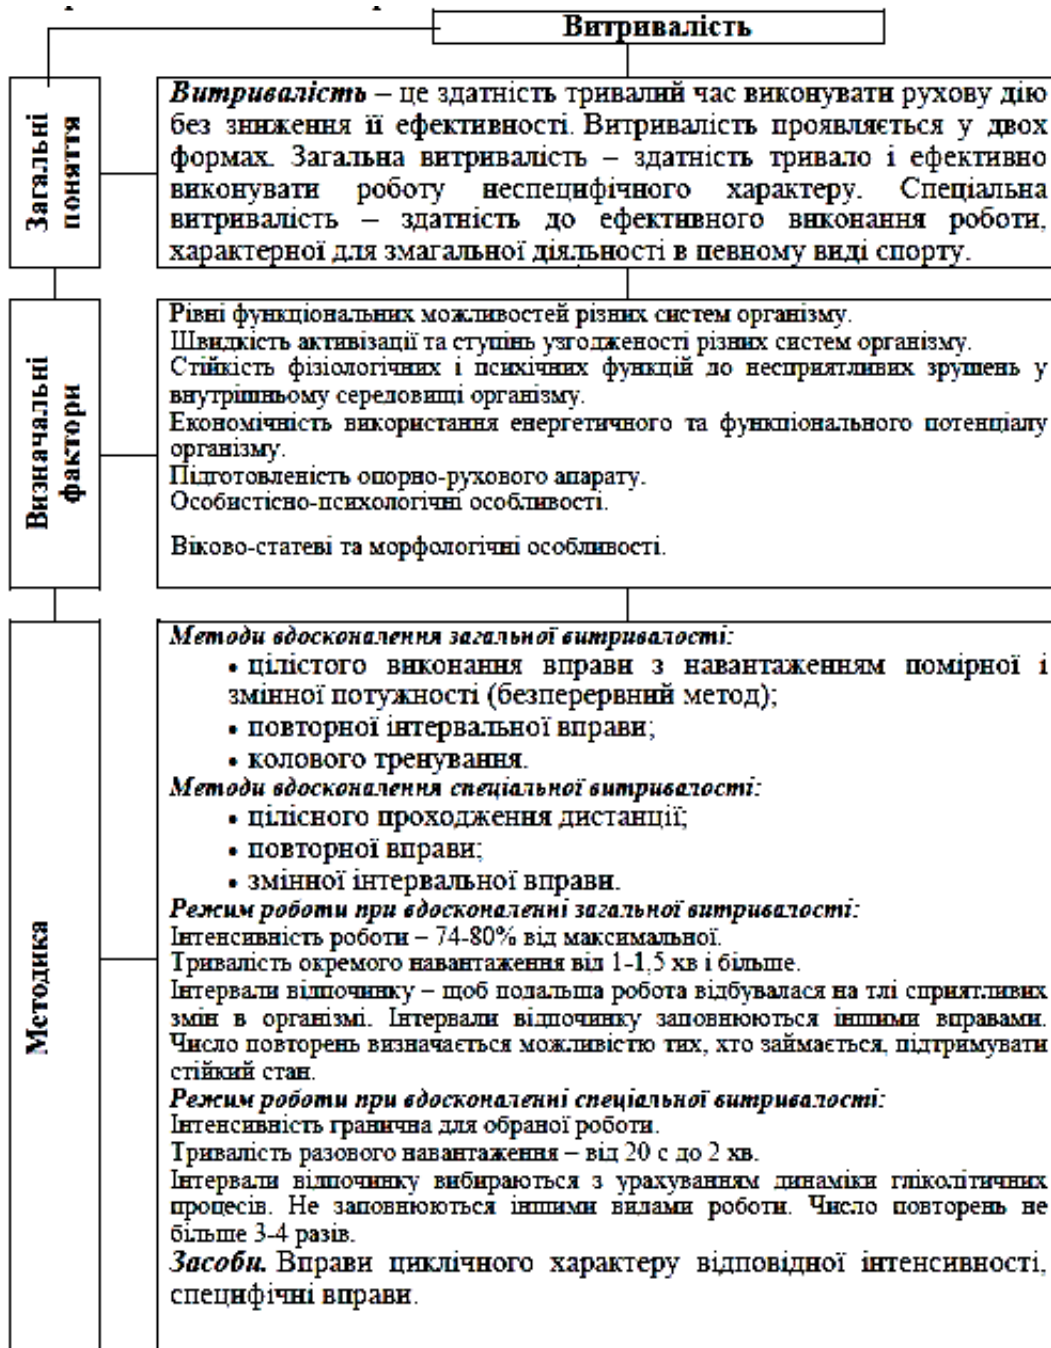 Витривалість
Загальні
поняття
Витривалість – це здатність тривалий час виконувати рухову дію
без зниження її ефективності. Витривалість проявляється у двох
формах. Загальна витривалість – здатність тривало і ефективно
виконувати роботу неспецифічного характеру. Спеціальна
витривалість – здатність до ефективного виконання роботи,
характерної для змагальної діяльності в певному виді спорту.
Визначальні
фактори
Рівні функціональних можливостей різних систем організму.
Швидкість активізації та ступінь узгодженості різних систем організму.
Стійкість фізіологічних і психічних функцій до несприятливих зрушень у
внутрішньому середовищі організму.
Економічність використання енергетичного та функціонального потенціалу
організму.
Підготовленість опорно-рухового апарату.
Особистісно-психологічні особливості.
Віково-статеві та морфологічні особливості.
Методика
Методи вдосконалення загальної витривалості:
• цілістого виконання вправи з навантаженням помірної і
змінної потужності (безперервний метод);
• повторної інтервальної вправи;
• колового тренування.
Методи вдосконалення спеціальної витривалості:
• цілісного проходження дистанції;
• повторної вправи;
• змінної інтервальної вправи.
Режим роботи при вдосконаленні загальної витривалості:
Інтенсивність роботи – 74-80% від максимальної.
Тривалість окремого навантаження від 1-1,5 хв і більше.
Інтервали відпочинку – щоб подальша робота відбувалася на тлі сприятливих
змін в організмі. Інтервали відпочинку заповнюються іншими вправами.
Число повторень визначається можливістю тих, хто займається, підтримувати
стійкий стан.
Режим роботи при вдосконаленні спеціальної витривалості:
Інтенсивність гранична для обраної роботи.
Тривалість разового навантаження – від 20 с до 2 хв.
Інтервали відпочинку вибираються з урахуванням динаміки гліколітичних
процесів. Не заповнюються іншими видами роботи. Число повторень не
більше 3-4 разів.
Засоби. Вправи циклічного характеру відповідної інтенсивності,
специфічні вправи.